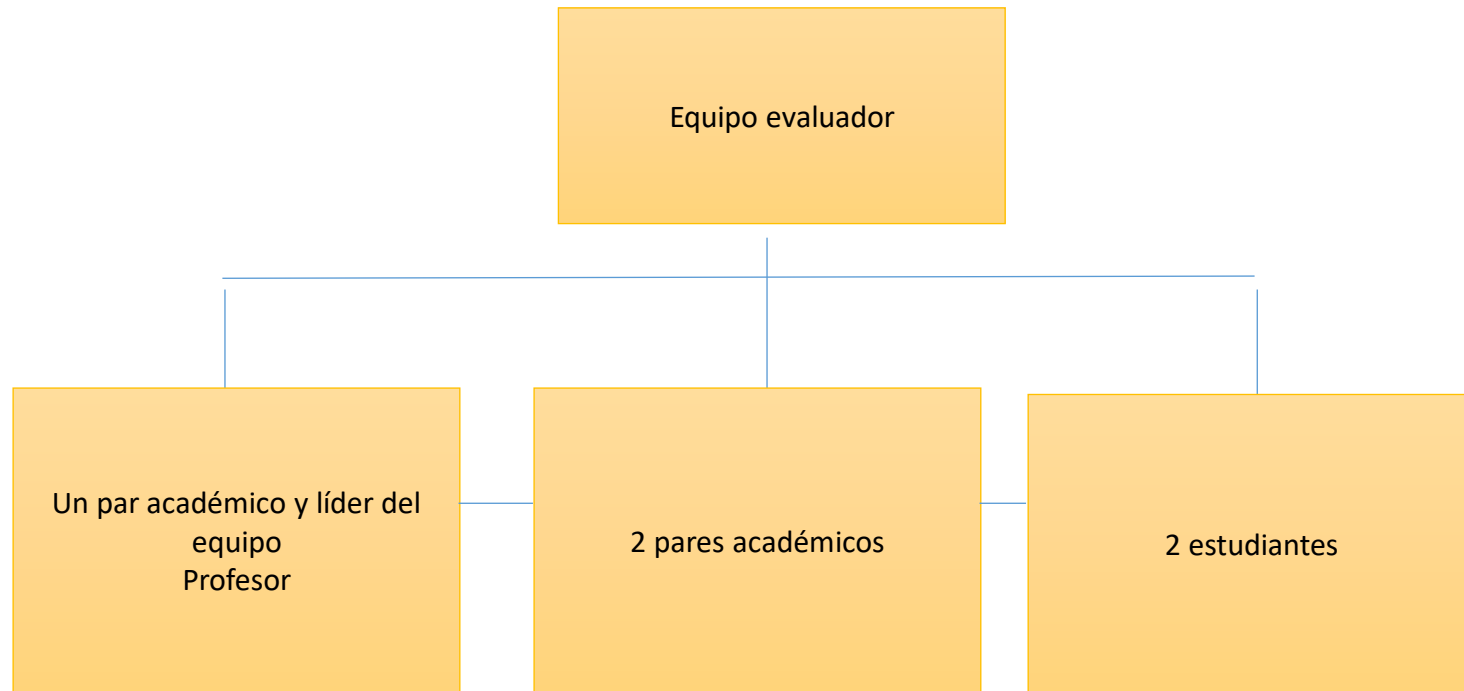 Equipo evaluador
Un par académico y líder del
equipo
Profesor
2 pares académicos
2 estudiantes